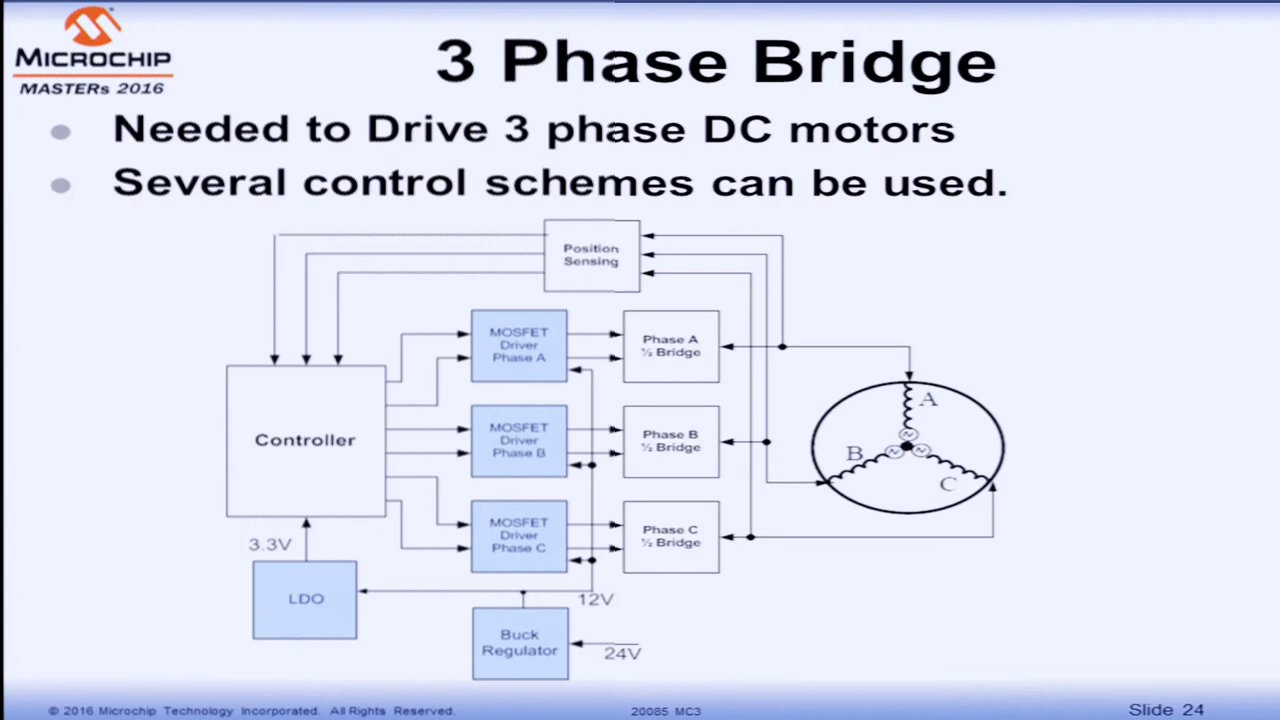 MICROCHIP
MASTERs 2016
3 Phase Bridge
Needed to Drive 3 phase DC motors
Several control schemes can be used.
Position
Sensing
MOSFET
Driver
Phase A
Phase A
½ Bridge
A
Controller
MOSFET
Driver
Phase B
Phase B
½ Bridge
B
C
MOSFET
Driver
Phase C
Phase C
½ Bridge
3.3V
LDO
12V
Buck
Regulator
24V
© 2016 Microchip Technology Incorporated. All Rights Reserved.
20085 MC3
Slide 24